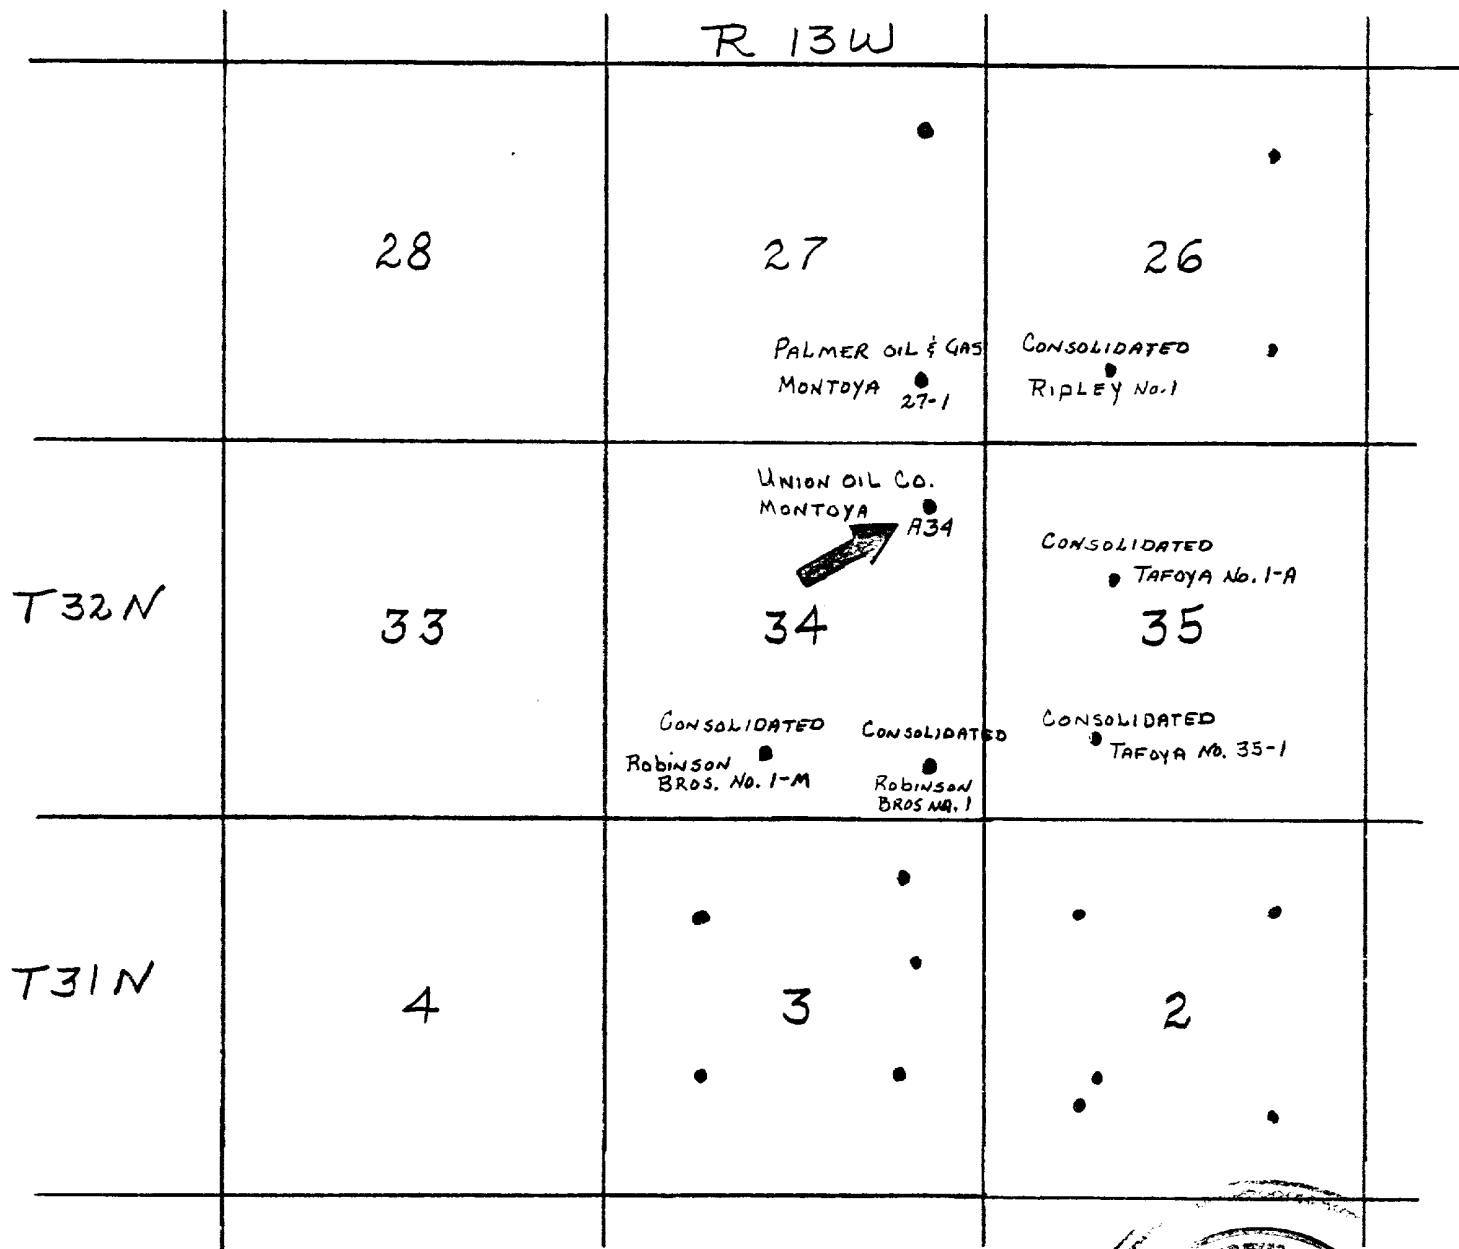 R 13W
28
27
26
PALMER OIL & GAS
MONTOYA
27-1
CONSOLIDATED
RIPLEY No.1
UNION OIL CO.
MONTOYA
A34
CONSOLIDATED
TAFOYA No. 1-A
T32N
33
34
35
CONSOLIDATED
ROBINSON
BROS. No. 1-M
CONSOLIDATED
ROBINSON
BROS NO. 1
CONSOLIDATED
TAFOYA No. 35-1
T31N
4
3
2